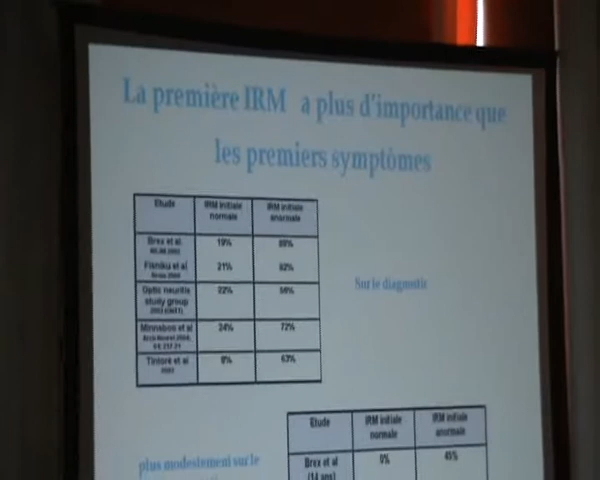 La première IRM a plus d'importance que
les premiers symptômes
Etude IRM initiale normale IRM initiale anormale
Brex et al 19% 88%
Fisniku et al 21% 82%
Optic neuritis study group 22% 56%
Minneboo et al 24% 72%
Tintore et al 8% 63%
Sur le diagnostic
Etude IRM initiale normale IRM initiale anormale
Brex et al (14 ans) 0% 45%
plus modestement sur le